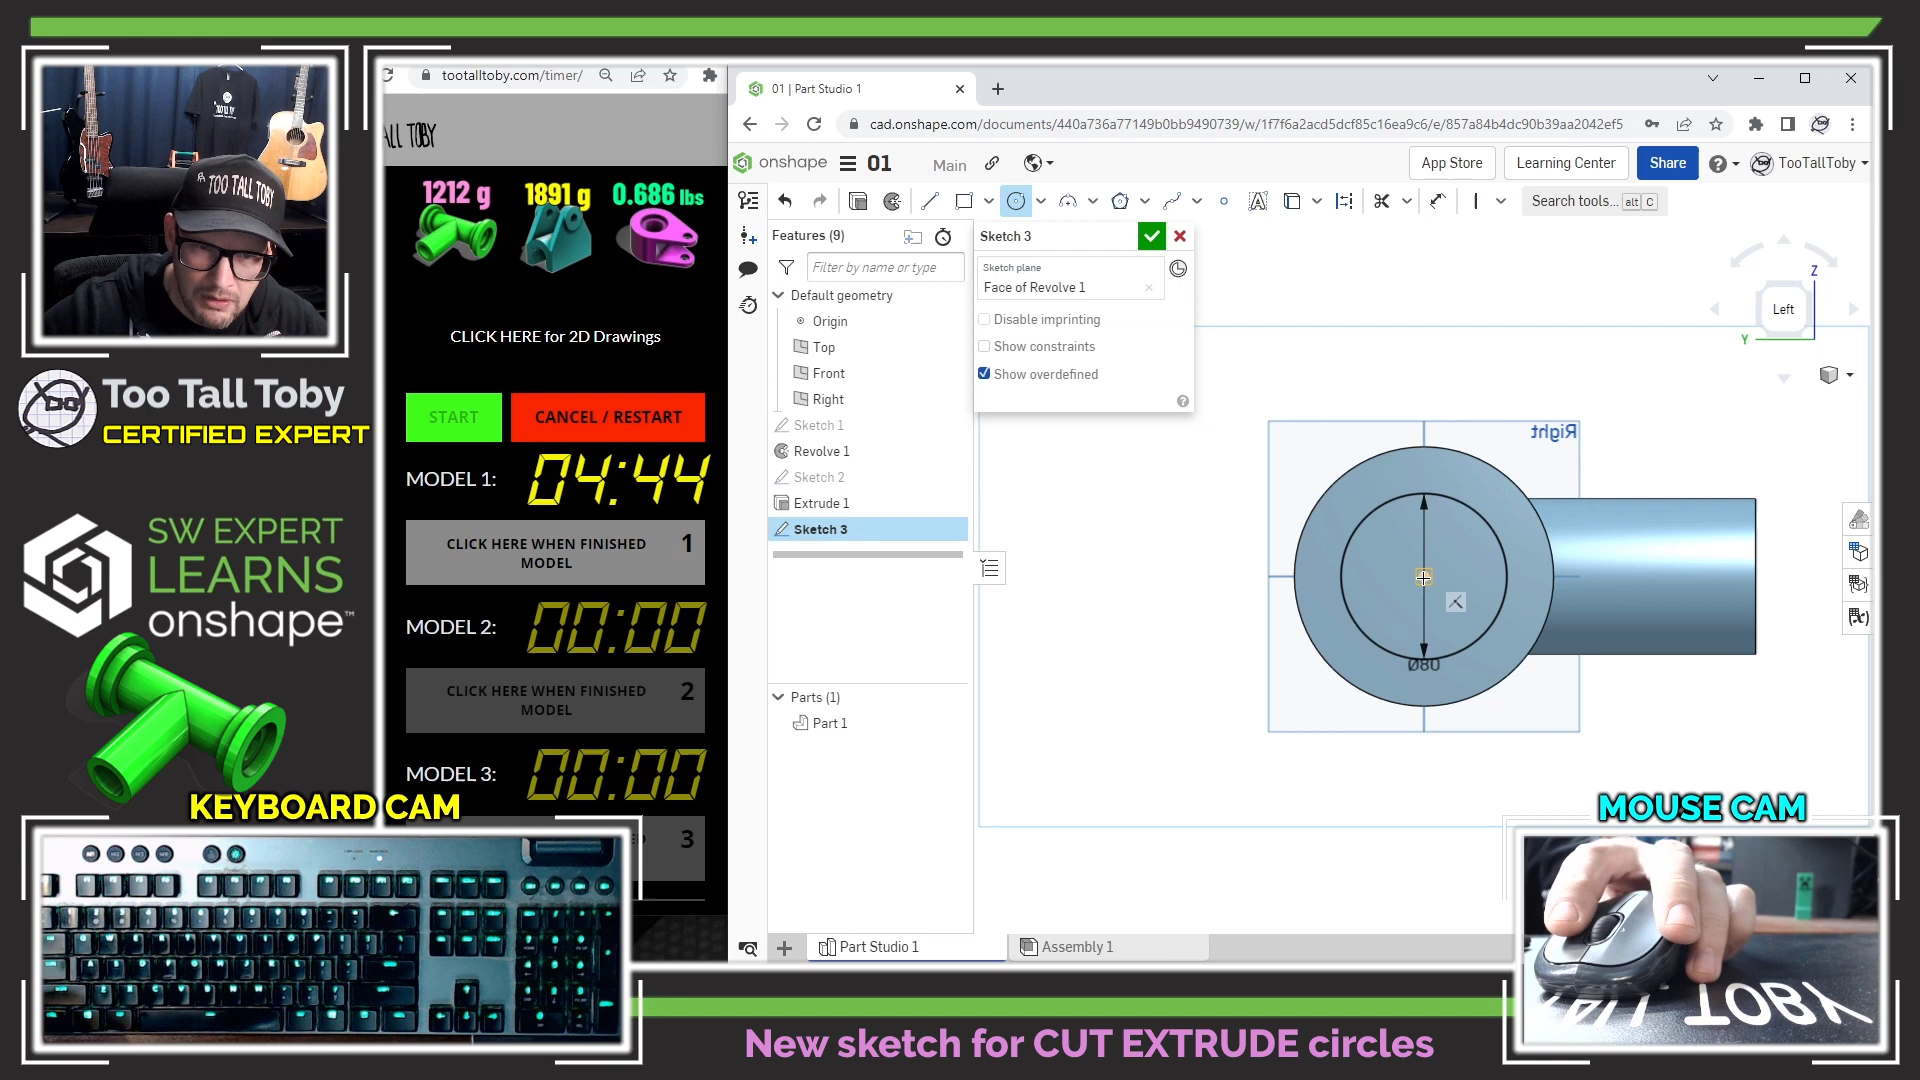 TOO TALL TOBY
Too Tall Toby
CERTIFIED EXPERT
SW EXPERT
LEARNS
onshape™
KEYBOARD CAM
tootalltoby.com/timer/
ALL TOBY
1212 g
1891 g
0.686 lbs
CLICK HERE for 2D Drawings
START
CANCEL / RESTART
MODEL 1:
04:44
CLICK HERE WHEN FINISHED
MODEL
1
MODEL 2:
00:00
CLICK HERE WHEN FINISHED
MODEL
2
MODEL 3:
00:00
3
01 | Part Studio 1
cad.onshape.com/documents/440a736a77149b0bb9490739/w/1f7f6a2acd5dcf85c16ea9c6/e/857a84b4dc90b39aa2042ef5
onshape
01
Main
App Store
Learning Center
Share
TooTallToby
Search tools...
alt
C
Features (9)
Filter by name or type
Default geometry
Origin
Top
Front
Right
Sketch 1
Revolve 1
Sketch 2
Extrude 1
Sketch 3
Parts (1)
Part 1
Sketch 3
Sketch plane
Face of Revolve 1
Disable imprinting
Show constraints
Show overdefined
Z
Left
Y
Right
Ø80
Part Studio 1
Assembly 1
MOUSE CAM
TALL TOBY
New sketch for CUT EXTRUDE circles